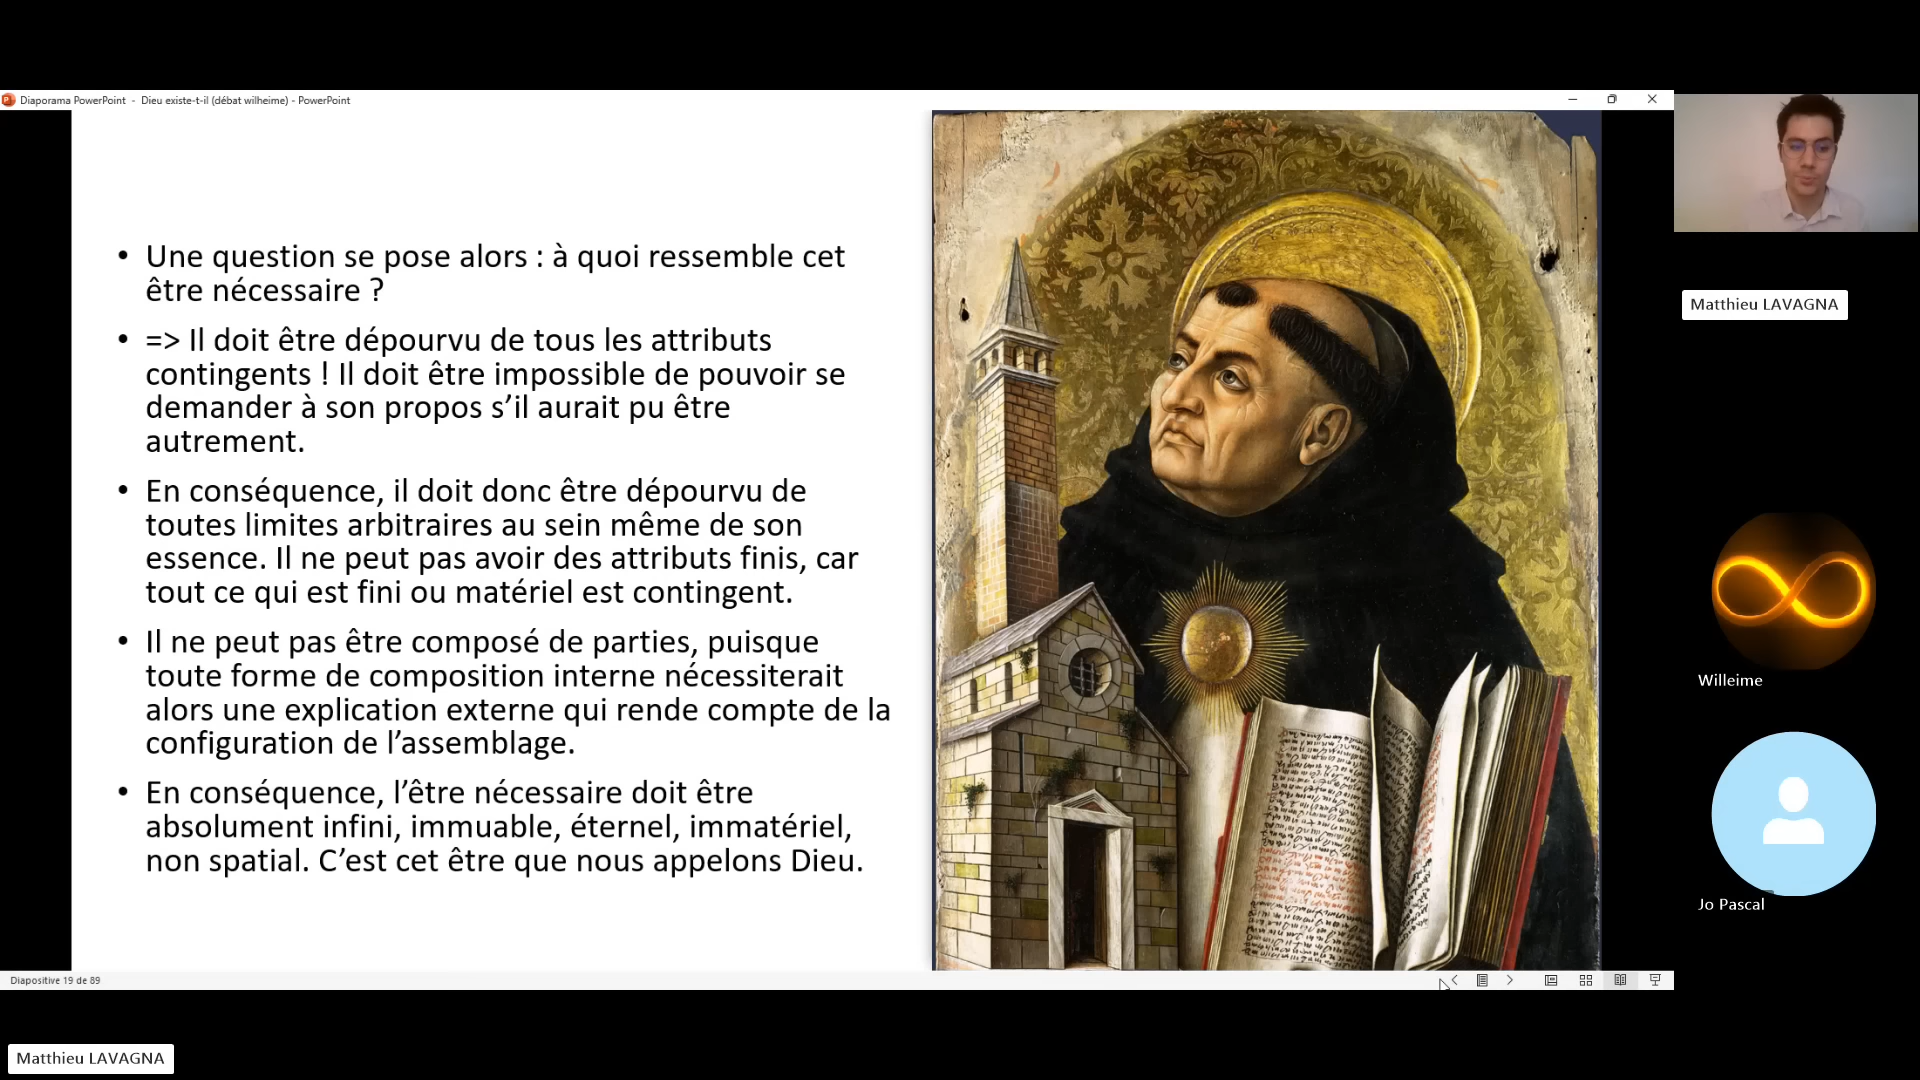 Diaporama PowerPoint - Dieu existe-t-il (débat wilheime) - PowerPoint
• Une question se pose alors : à quoi ressemble cet
être nécessaire ?
• => Il doit être dépourvu de tous les attributs
contingents ! Il doit être impossible de pouvoir se
demander à son propos s’il aurait pu être
autrement.
• En conséquence, il doit donc être dépourvu de
toutes limites arbitraires au sein même de son
essence. Il ne peut pas avoir des attributs finis, car
tout ce qui est fini ou matériel est contingent.
• Il ne peut pas être composé de parties, puisque
toute forme de composition interne nécessiterait
alors une explication externe qui rende compte de la
configuration de l’assemblage.
• En conséquence, l’être nécessaire doit être
absolument infini, immuable, éternel, immatériel,
non spatial. C’est cet être que nous appelons Dieu.
Diapositive 19 de 89
Matthieu LAVAGNA
Willeime
Jo Pascal
Matthieu LAVAGNA